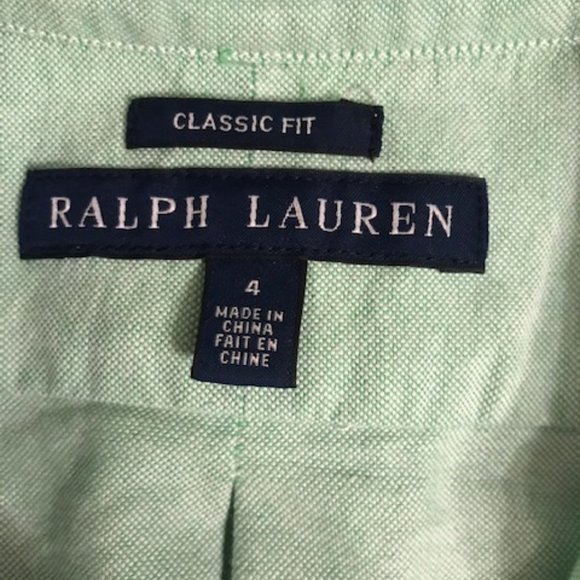 CLASSIC FIT
RALPH LAUREN
4
MADE IN
CHINA
FAIT EN
CHINE